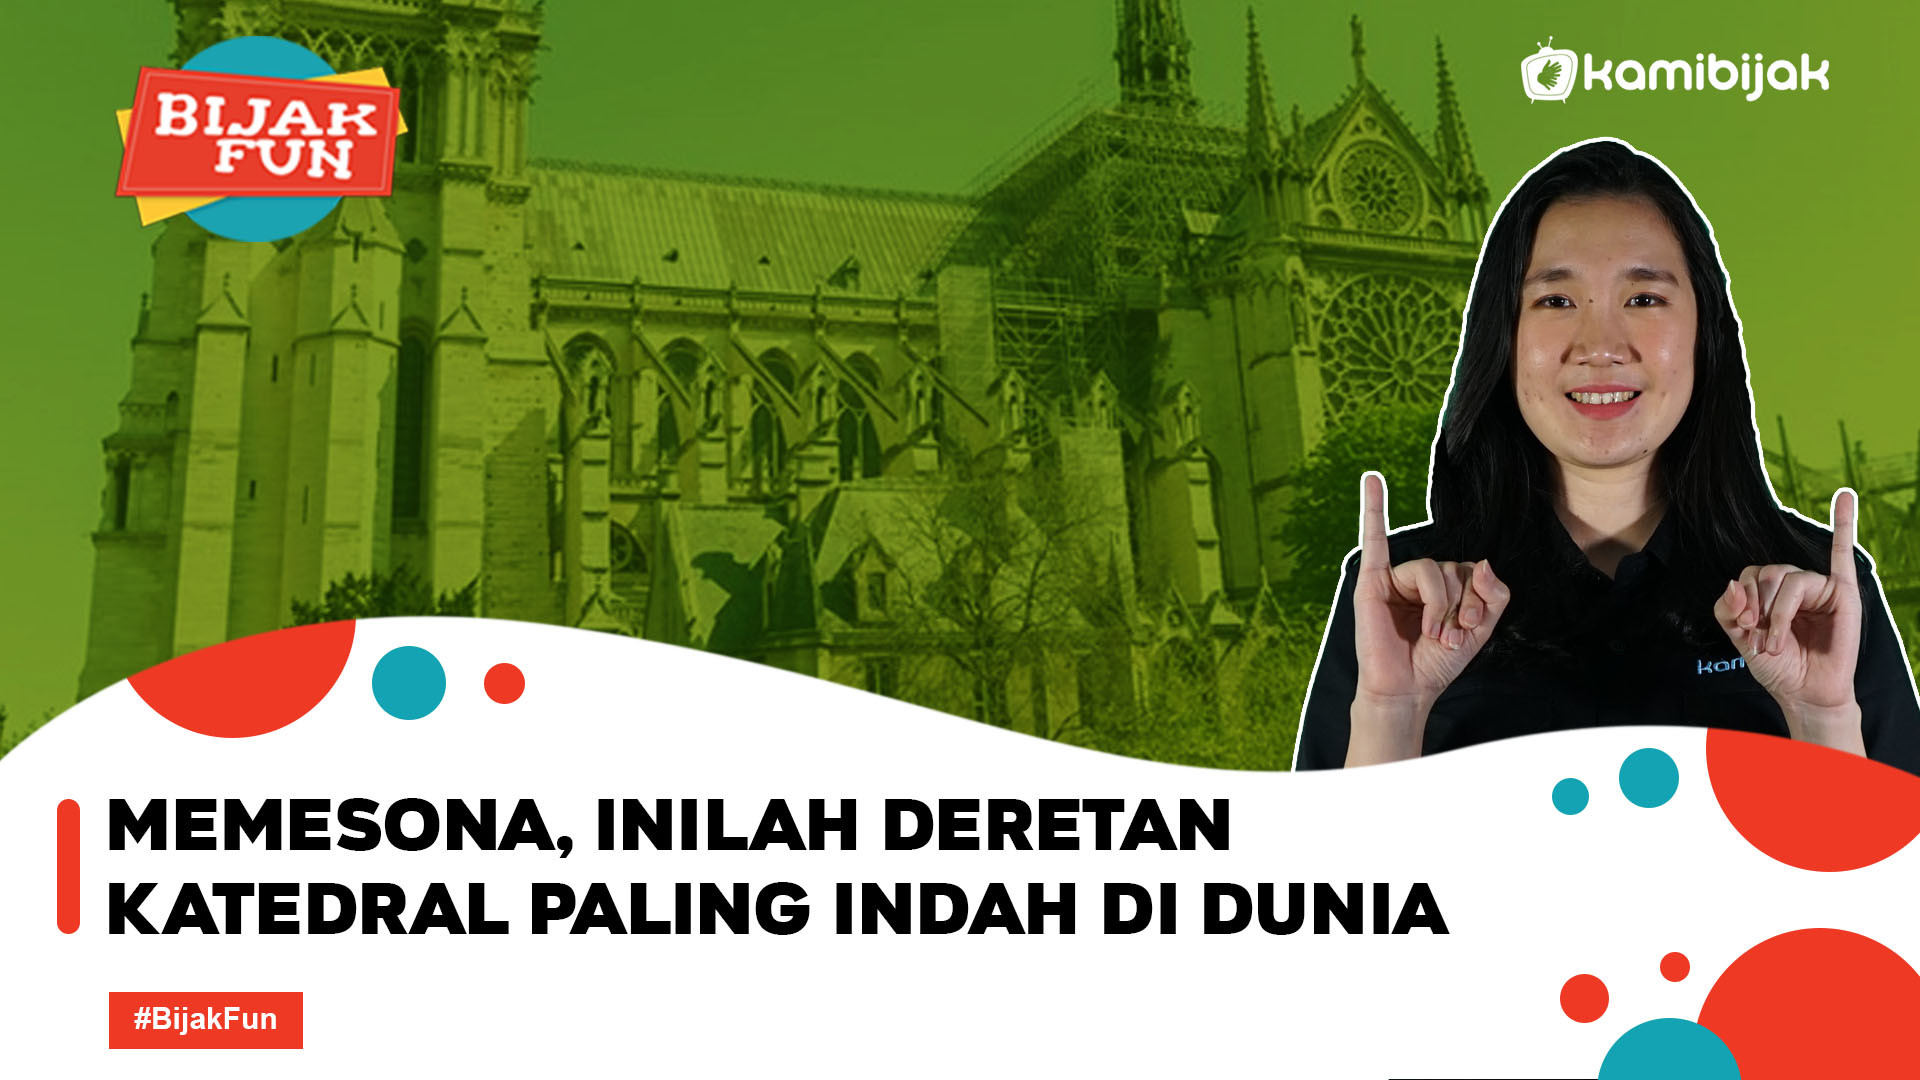 BIJAK
FUN
kamibijak
MEMESONA, INILAH DERETAN
KATEDRAL PALING INDAH DI DUNIA
#BijakFun